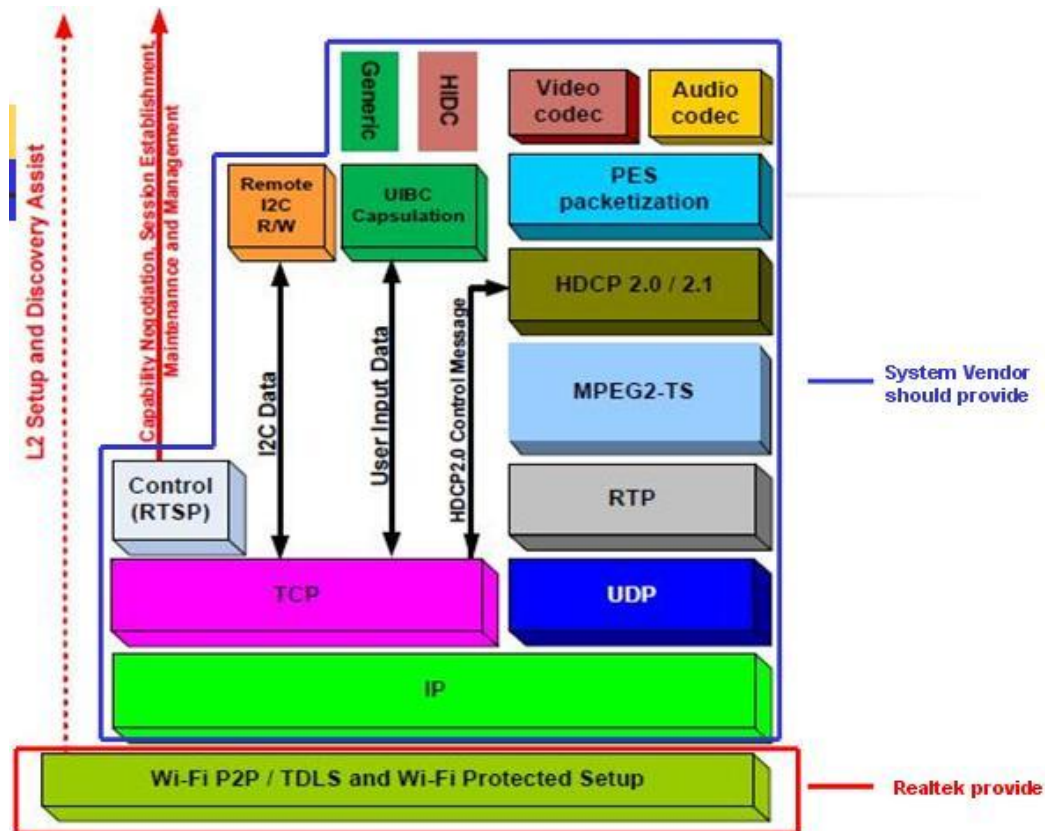 L2 Setup and Discovery Assist
Capability Negotiation, Session Establishment,
Maintenannce and Management
Generic
HIDC
Video
codec
Audio
codec
Remote
I2C
R/W
UIBC
Capsulation
PES
packetization
HDCP 2.0 / 2.1
I2C Data
User Input Data
HDCP2.0 Control Message
MPEG2-TS
System Vendor
should provide
Control
(RTSP)
RTP
TCP
UDP
IP
Wi-Fi P2P / TDLS and Wi-Fi Protected Setup
Realtek provide